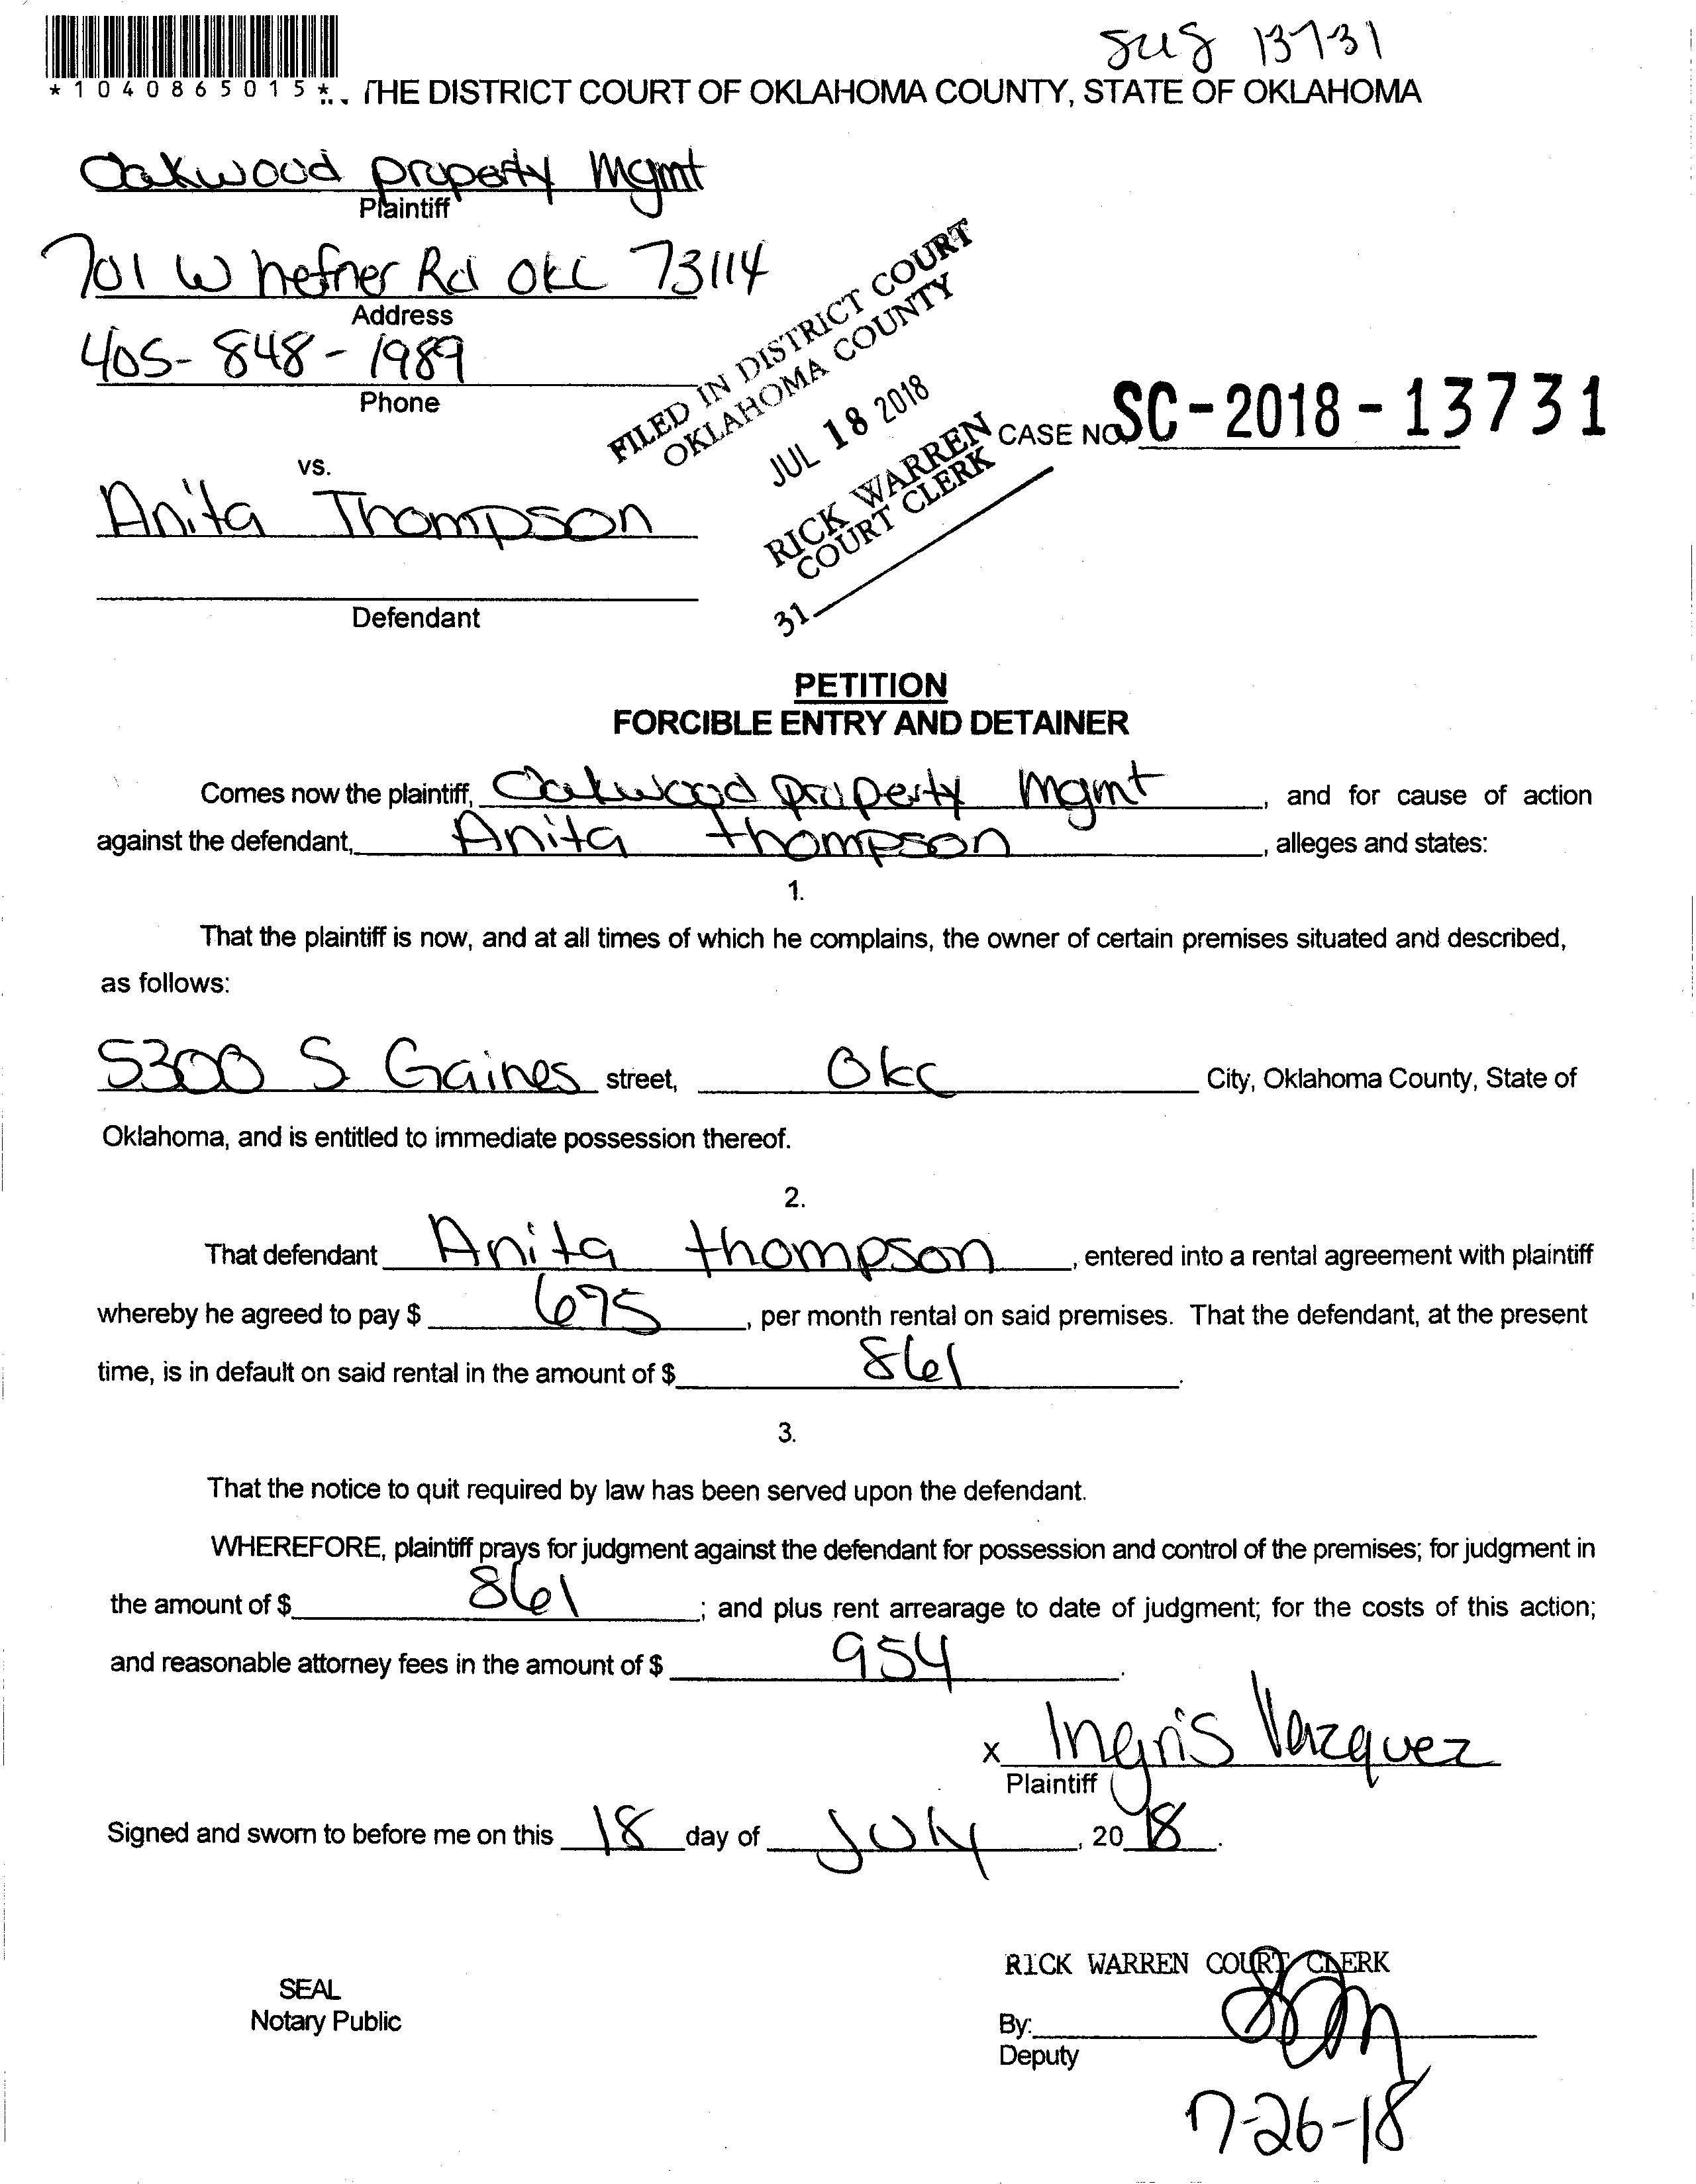 13731
*1040865015*
THE DISTRICT COURT OF OKLAHOMA COUNTY, STATE OF OKLAHOMA
Oakwood property Mgmt
Plaintiff
701 W hefner Rd OKC 73114
Address
405-848-1989
Phone
FILED IN DISTRICT COURT
OKLAHOMA COUNTY
JUL 18 2018
RICK WARREN
COURT CLERK
31
CASE NO. SC-2018-13731
vs.
Anita Thompson
Defendant
PETITION
FORCIBLE ENTRY AND DETAINER
Comes now the plaintiff, Oakwood property Mgmt, and for cause of action
against the defendant, Anita thompson, alleges and states:
1.
That the plaintiff is now, and at all times of which he complains, the owner of certain premises situated and described,
as follows:
5300 S Gaines street, Okc City, Oklahoma County, State of
Oklahoma, and is entitled to immediate possession thereof.
2.
That defendant Anita thompson, entered into a rental agreement with plaintiff
whereby he agreed to pay $ 695, per month rental on said premises. That the defendant, at the present
time, is in default on said rental in the amount of $ 861.
3.
That the notice to quit required by law has been served upon the defendant.
WHEREFORE, plaintiff prays for judgment against the defendant for possession and control of the premises; for judgment in
the amount of $ 861; and plus rent arrearage to date of judgment; for the costs of this action;
and reasonable attorney fees in the amount of $ 954.
x Ingris Vazquez
Plaintiff
Signed and sworn to before me on this 18 day of July, 2018.
RICK WARREN COURT CLERK
SEAL
Notary Public
By:
Deputy
7-26-18